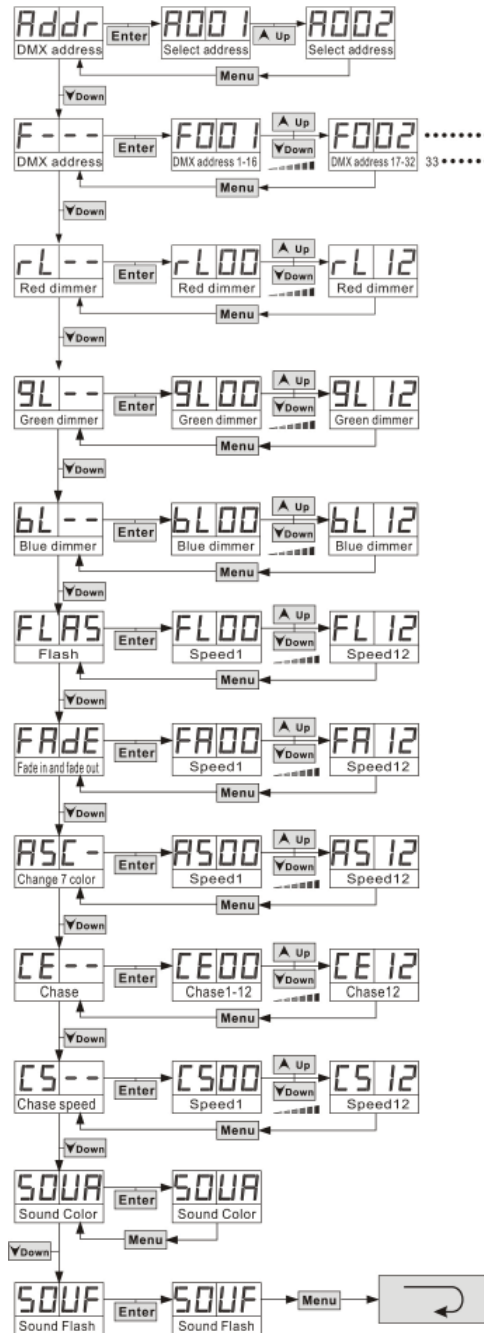 Addr A001 A002
DMX address Enter Select address Up Select address
Menu
Down
F--- F001 Up F002 •••••••
DMX address Enter DMX address 1-16 Down DMX address 17-32 33 •••••
Menu
Down
rL-- rL00 Up rL12
Red dimmer Enter Red dimmer Down Red dimmer
Menu
Down
gL-- gL00 Up gL12
Green dimmer Enter Green dimmer Down Green dimmer
Menu
Down
bL-- bL00 Up bL12
Blue dimmer Enter Blue dimmer Down Blue dimmer
Menu
Down
FLAS FL00 Up FL12
Flash Enter Speed1 Down Speed12
Menu
Down
FAdE FA00 Up FA12
Fade in and fade out Enter Speed1 Down Speed12
Menu
Down
ASC- AS00 Up AS12
Change 7 color Enter Speed1 Down Speed12
Menu
Down
CE-- CE00 Up CE12
Chase Enter Chase1-12 Down Chase12
Menu
Down
CS-- CS00 Up CS12
Chase speed Enter Speed1 Down Speed12
Menu
Down
SOUA SOUA
Sound Color Enter Sound Color
Menu
Down
SOUF SOUF Menu
Sound Flash Enter Sound Flash